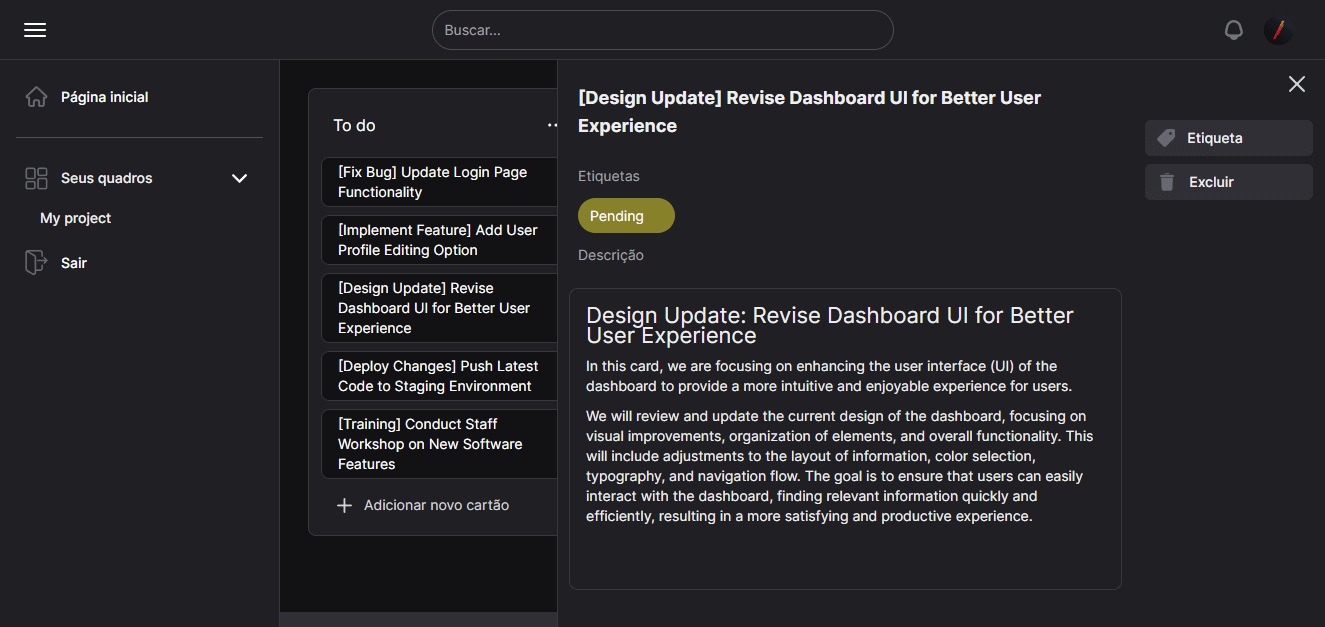 Buscar...
Página inicial
Seus quadros
My project
Sair
To do
[Fix Bug] Update Login Page
Functionality
[Implement Feature] Add User
Profile Editing Option
[Design Update] Revise
Dashboard UI for Better User
Experience
[Deploy Changes] Push Latest
Code to Staging Environment
[Training] Conduct Staff
Workshop on New Software
Features
Adicionar novo cartão
[Design Update] Revise Dashboard UI for Better User
Experience
Etiquetas
Pending
Descrição
Design Update: Revise Dashboard UI for Better
User Experience
In this card, we are focusing on enhancing the user interface (UI) of the
dashboard to provide a more intuitive and enjoyable experience for users.
We will review and update the current design of the dashboard, focusing on
visual improvements, organization of elements, and overall functionality. This
will include adjustments to the layout of information, color selection,
typography, and navigation flow. The goal is to ensure that users can easily
interact with the dashboard, finding relevant information quickly and
efficiently, resulting in a more satisfying and productive experience.
Etiqueta
Excluir